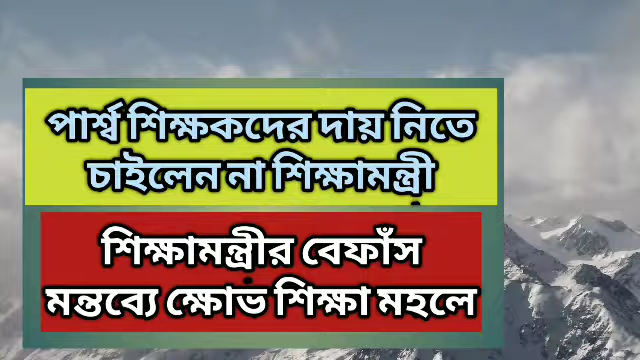 পার্শ্ব শিক্ষকদের দায় নিতে
চাইলেন না শিক্ষামন্ত্রী
শিক্ষামন্ত্রীর বেফাঁস
মন্তব্যে ক্ষোভ শিক্ষা মহলে